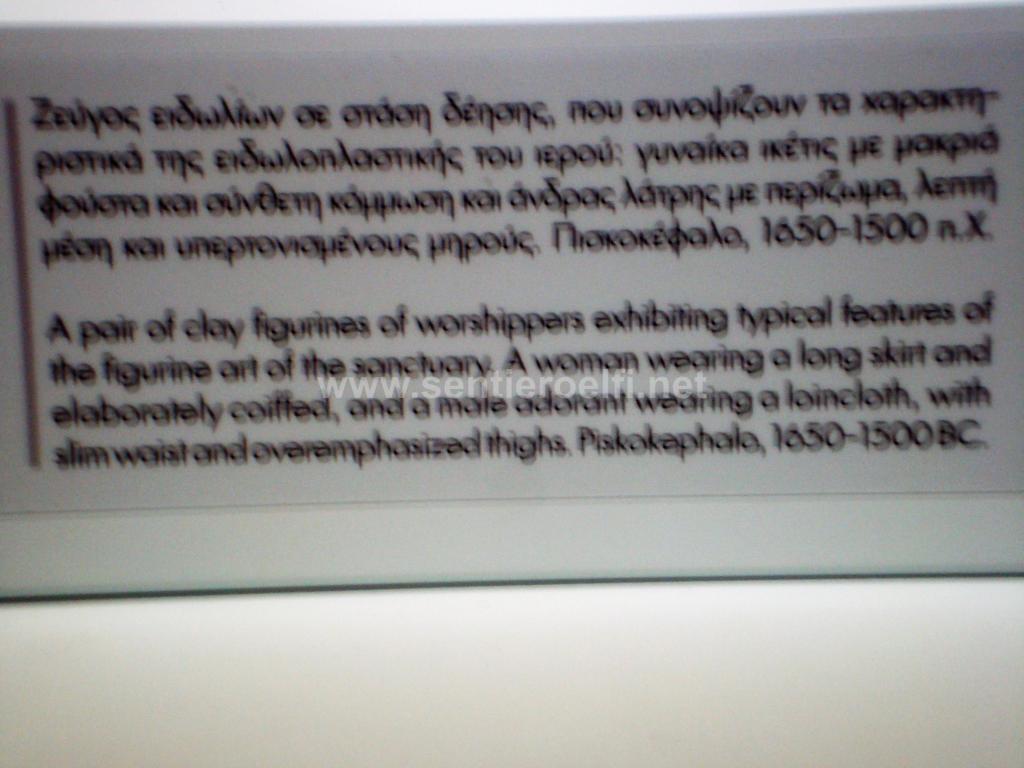 Ζεύγος ειδωλίων σε στάση δέησης, που συνοψίζουν τα χαρακτη-
ριστικά της ειδωλοπλαστικής του ιερού: γυναίκα ικέτις με μακριά
φούστα και σύνθετη κόμμωση και άνδρας λάτρης με περίζωμα, λεπτή
μέση και υπερτονισμένους μηρούς. Πισκοκέφαλο, 1650-1500 π.Χ.
A pair of clay figurines of worshippers exhibiting typical features of
the figurine art of the sanctuary. A woman wearing a long skirt and
www.sentieroelfi.net
elaborately coiffed, and a male adorant wearing a loincloth, with
slim waist and overemphasized thighs. Piskokephalo, 1650-1500 BC.